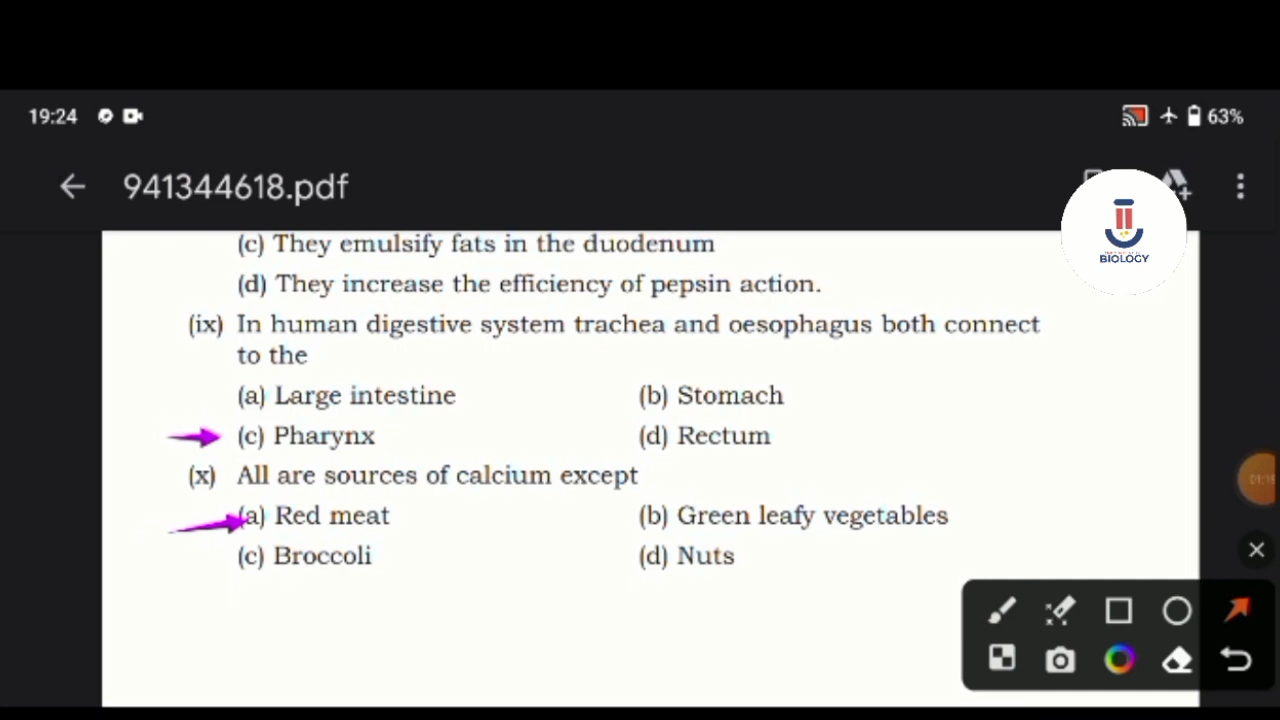 19:24
63%
941344618.pdf
BIOLOGY
(c) They emulsify fats in the duodenum
(d) They increase the efficiency of pepsin action.
(ix) In human digestive system trachea and oesophagus both connect
to the
(a) Large intestine (b) Stomach
(c) Pharynx (d) Rectum
(x) All are sources of calcium except
(a) Red meat (b) Green leafy vegetables
(c) Broccoli (d) Nuts